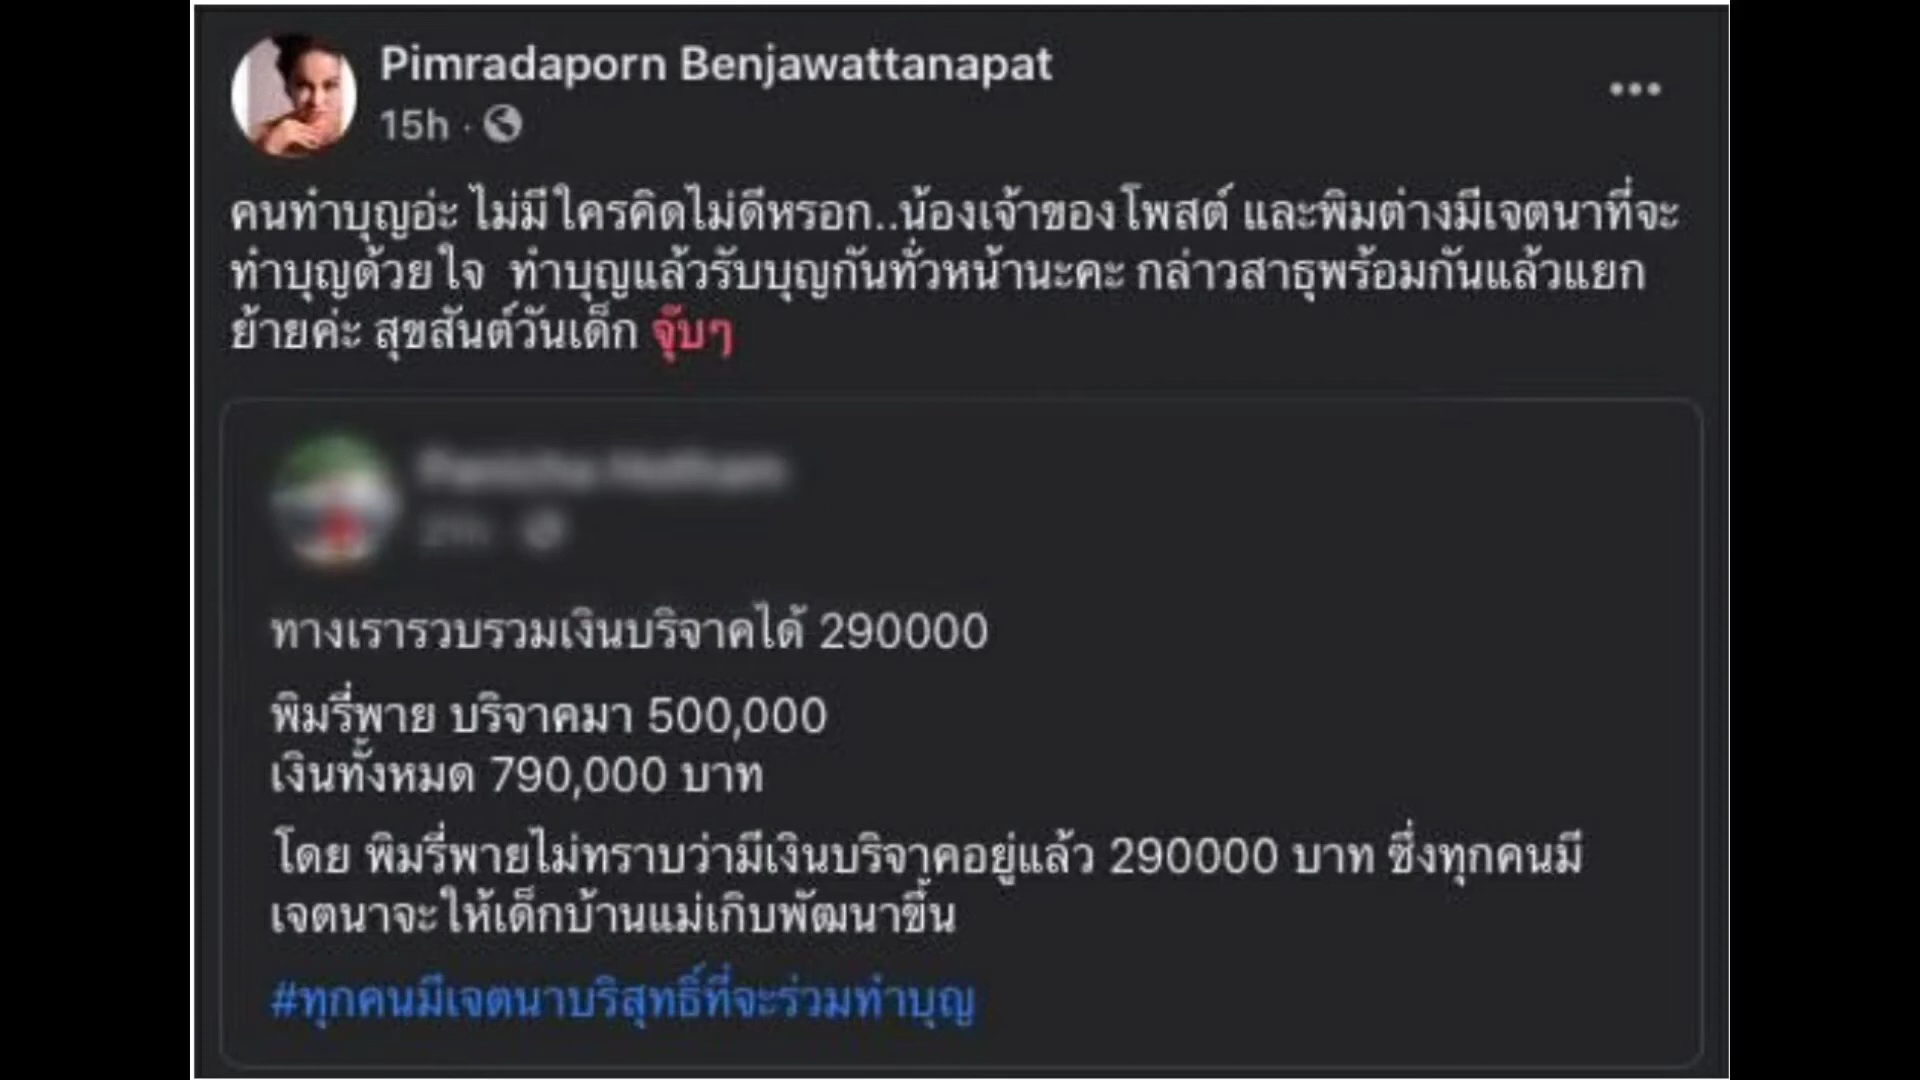 Pimradaporn Benjawattanapat
15h ·
คนทำบุญอ่ะ ไม่มีใครคิดไม่ดีหรอก..น้องเจ้าของโพสต์ และพิมต่างมีเจตนาที่จะ
ทำบุญด้วยใจ ทำบุญแล้วรับบุญกันทั่วหน้านะคะ กล่าวสาธุพร้อมกันแล้วแยก
ย้ายค่ะ สุขสันต์วันเด็ก จุ๊บๆ
ทางเรารวบรวมเงินบริจาคได้ 290000
พิมรี่พาย บริจาคมา 500,000
เงินทั้งหมด 790,000 บาท
โดย พิมรี่พายไม่ทราบว่ามีเงินบริจาคอยู่แล้ว 290000 บาท ซึ่งทุกคนมี
เจตนาจะให้เด็กบ้านแม่เกิบพัฒนาขึ้น
#ทุกคนมีเจตนาบริสุทธิ์ที่จะร่วมทำบุญ